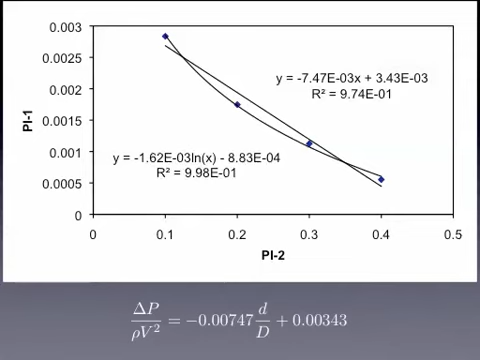 0.003
0.0025
0.002
0.0015
0.001
0.0005
0
PI-1
y = -7.47E-03x + 3.43E-03
R² = 9.74E-01
y = -1.62E-03ln(x) - 8.83E-04
R² = 9.98E-01
0 0.1 0.2 0.3 0.4 0.5
PI-2
ΔP/ρV² = −0.00747 d/D + 0.00343